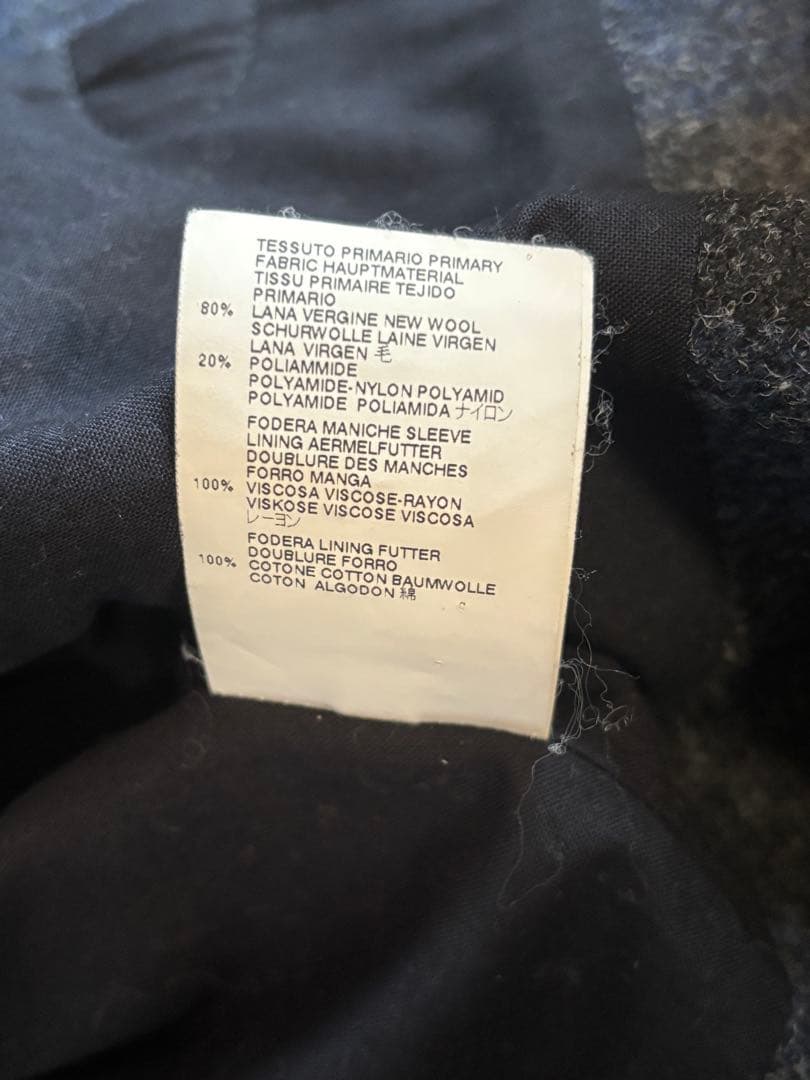 TESSUTO PRIMARIO PRIMARY
FABRIC HAUPTMATERIAL
TISSU PRIMAIRE TEJIDO
PRIMARIO
80% LANA VERGINE NEW WOOL
SCHURWOLLE LAINE VIRGEN
LANA VIRGEN 毛
20% POLIAMMIDE
POLYAMIDE-NYLON POLYAMID
POLYAMIDE POLIAMIDA ナイロン
FODERA MANICHE SLEEVE
LINING AERMELFUTTER
DOUBLURE DES MANCHES
FORRO MANGA
100% VISCOSA VISCOSE-RAYON
VISKOSE VISCOSE VISCOSA
レーヨン
FODERA LINING FUTTER
DOUBLURE FORRO
100% COTONE COTTON BAUMWOLLE
COTON ALGODON 綿